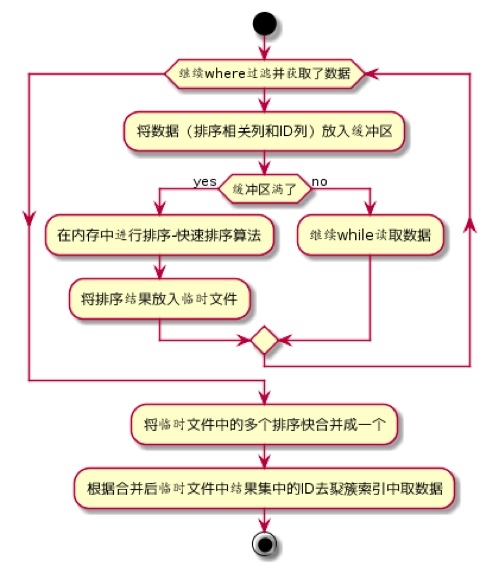 继续where过滤并获取了数据
将数据（排序相关列和ID列）放入缓冲区
yes
缓冲区满了
no
在内存中进行排序-快速排序算法
继续while读取数据
将排序结果放入临时文件
将临时文件中的多个排序快合并成一个
根据合并后临时文件中结果集中的ID去聚簇索引中取数据